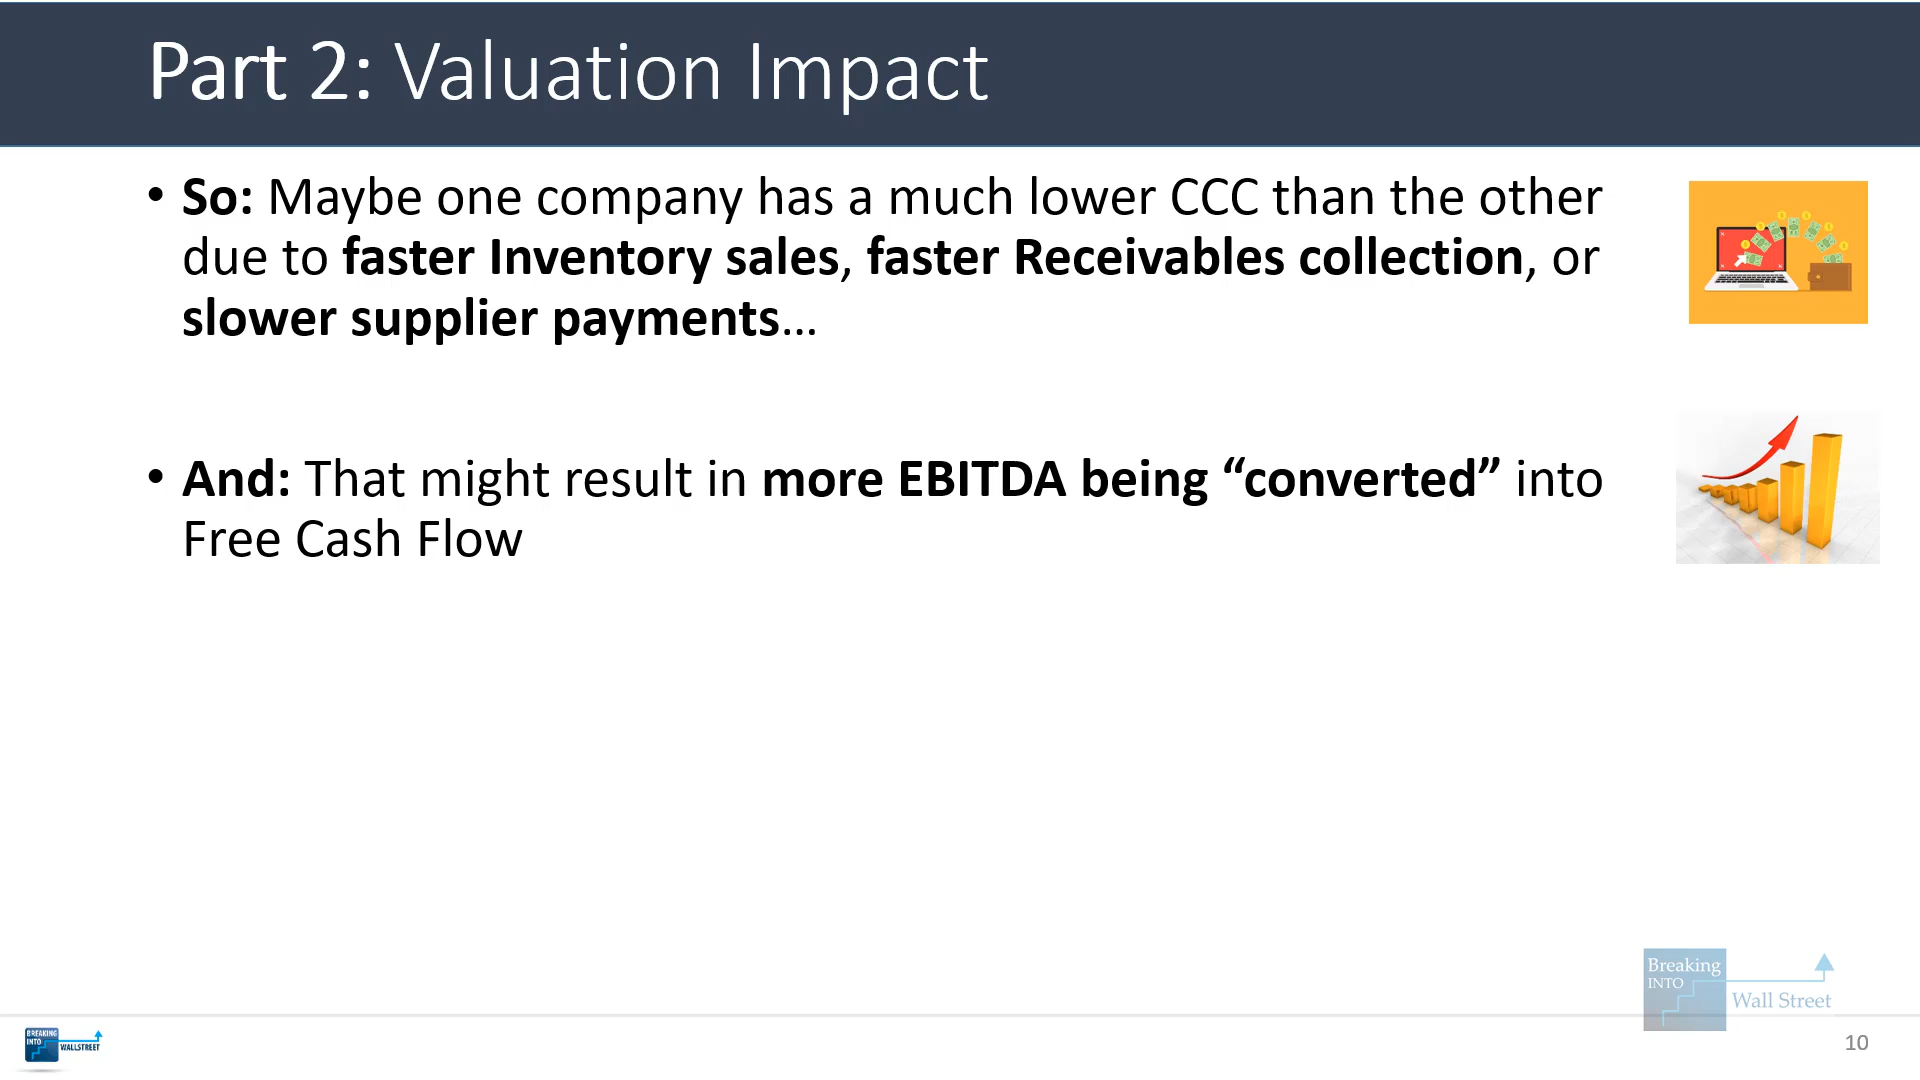 Part 2: Valuation Impact
• So: Maybe one company has a much lower CCC than the other
due to faster Inventory sales, faster Receivables collection, or
slower supplier payments…
• And: That might result in more EBITDA being “converted” into
Free Cash Flow
Breaking
INTO
Wall Street
BREAKING
INTO
WALLSTREET
10